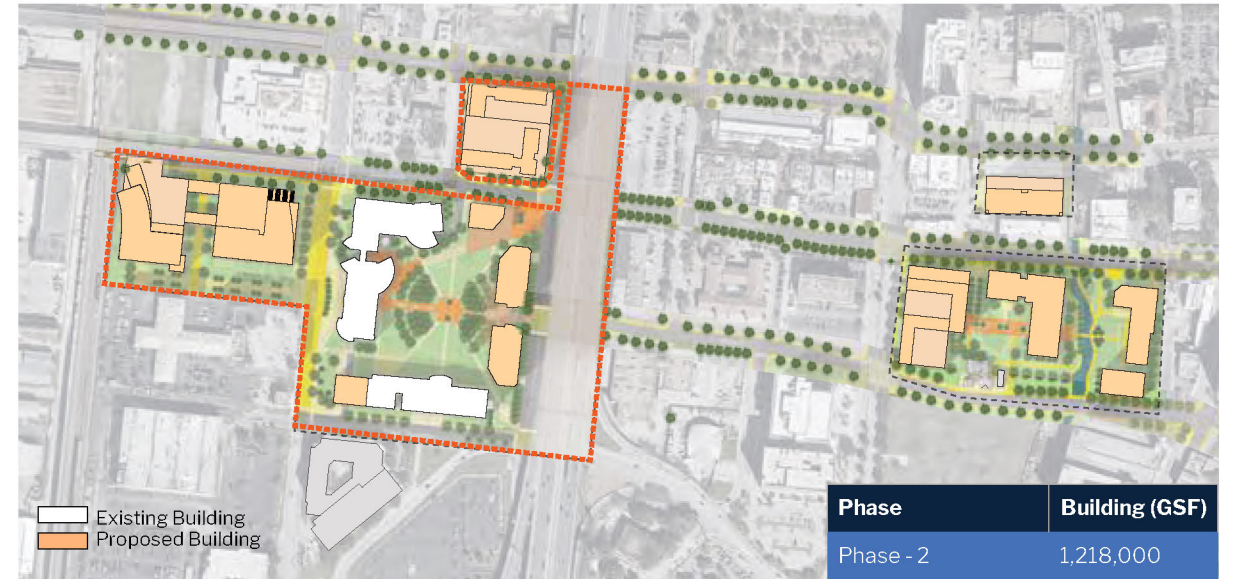 Existing Building
Proposed Building
Phase Building (GSF)
Phase - 2 1,218,000